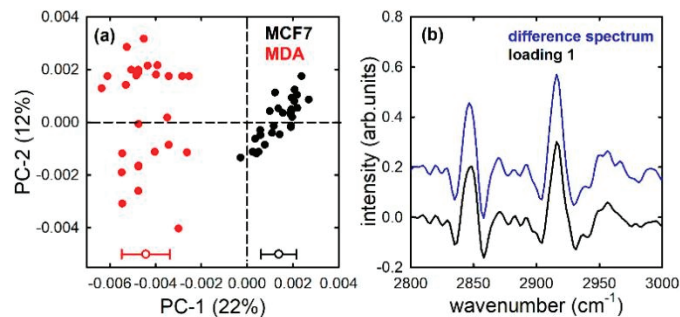 (a)
MCF7
MDA
PC-2 (12%)
0.004
0.002
0.000
-0.002
-0.004
-0.006 -0.004 -0.002 0.000 0.002 0.004
PC-1 (22%)
(b)
difference spectrum
loading 1
intensity (arb.units)
0.8
0.6
0.4
0.2
0.0
-0.2
2800 2850 2900 2950 3000
wavenumber (cm⁻¹)